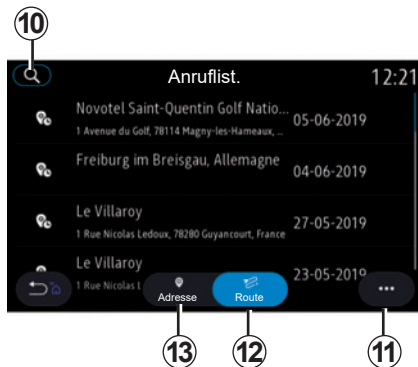 10
Anruflist.
12:21
Novotel Saint-Quentin Golf Natio...
1 Avenue du Golf, 78114 Magny-les-Hameaux, ...
05-06-2019
Freiburg im Breisgau, Allemagne
04-06-2019
Le Villaroy
1 Rue Nicolas Ledoux, 78280 Guyancourt, France
27-05-2019
Le Villaroy
1 Rue Nicolas L
23-05-2019
Adresse
Route
13
12
11